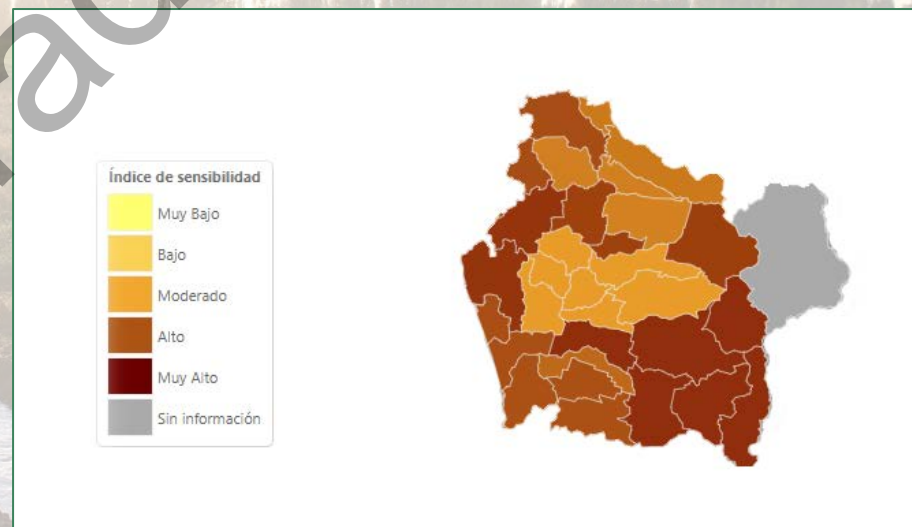 Índice de sensibilidad
Muy Bajo
Bajo
Moderado
Alto
Muy Alto
Sin información